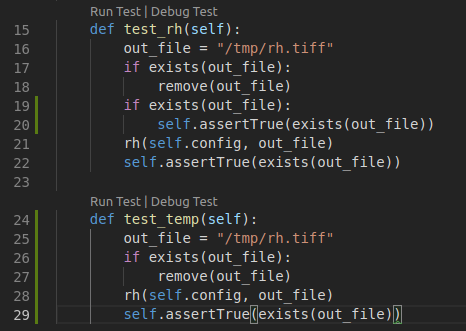 Run Test | Debug Test
15 def test_rh(self):
16 out_file = "/tmp/rh.tiff"
17 if exists(out_file):
18 remove(out_file)
19 if exists(out_file):
20 self.assertTrue(exists(out_file))
21 rh(self.config, out_file)
22 self.assertTrue(exists(out_file))
23
Run Test | Debug Test
24 def test_temp(self):
25 out_file = "/tmp/rh.tiff"
26 if exists(out_file):
27 remove(out_file)
28 rh(self.config, out_file)
29 self.assertTrue(exists(out_file))